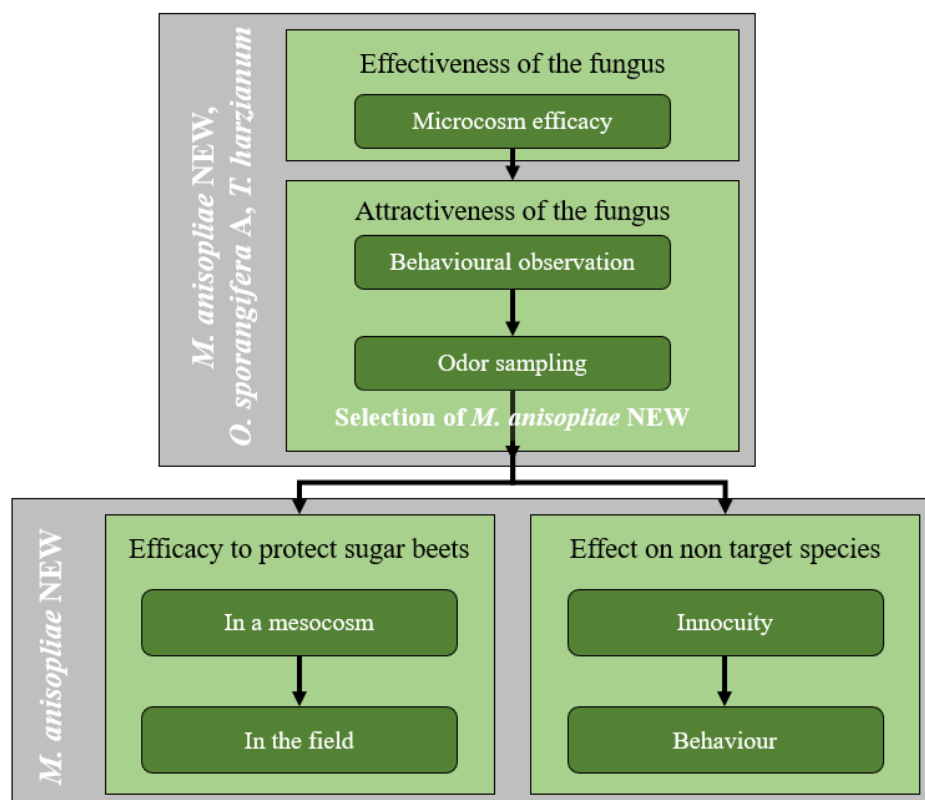 M. anisopliae NEW,
O. sporangifera A, T. harzianum
Effectiveness of the fungus
Microcosm efficacy
Attractiveness of the fungus
Behavioural observation
Odor sampling
Selection of M. anisopliae NEW
M. anisopliae NEW
Efficacy to protect sugar beets
In a mesocosm
In the field
Effect on non target species
Innocuity
Behaviour